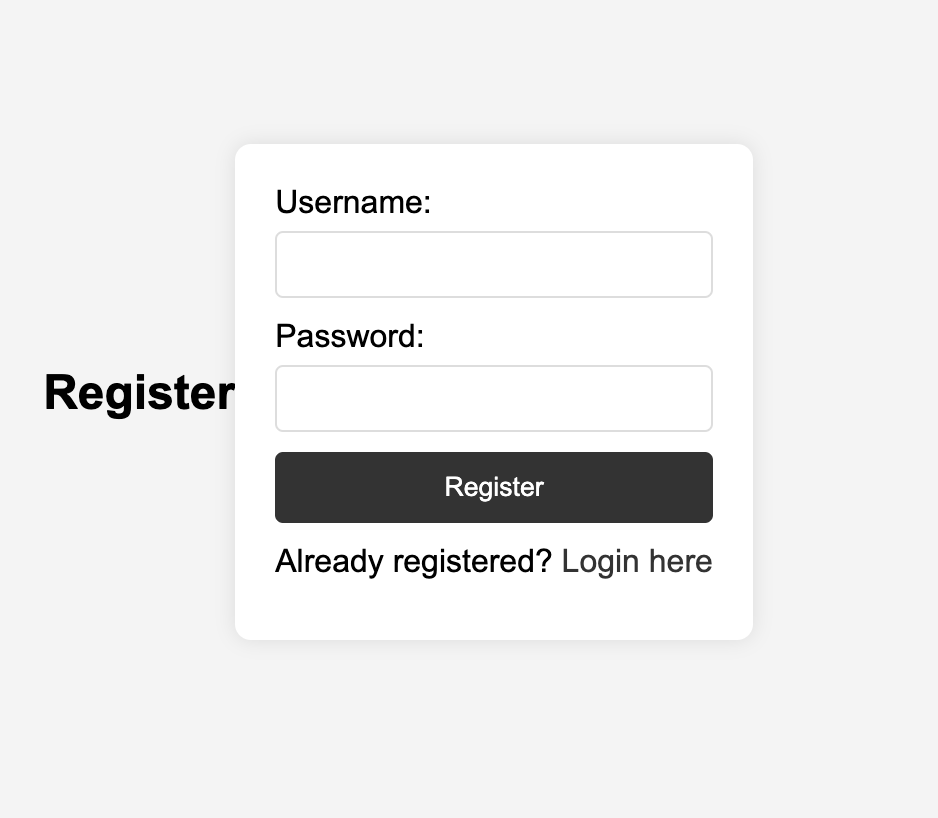 Username:
Password:
Register
Register
Already registered? Login here